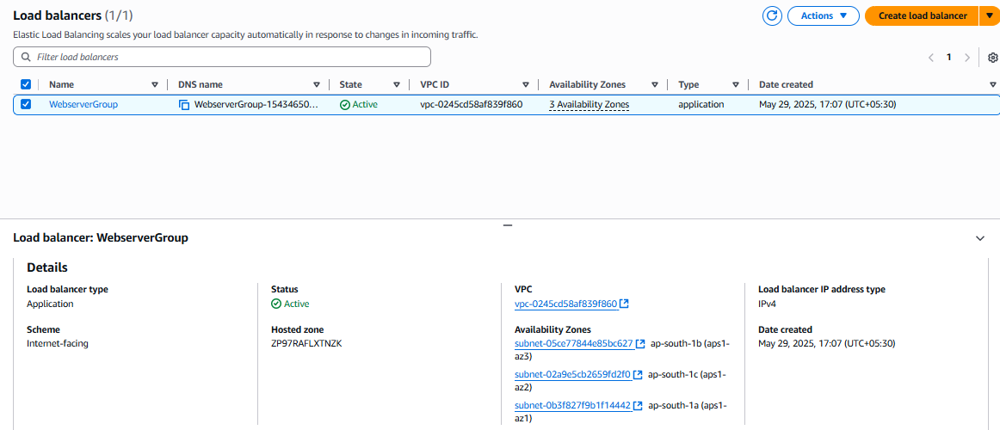 Load balancers (1/1)
Actions
Create load balancer
Elastic Load Balancing scales your load balancer capacity automatically in response to changes in incoming traffic.
Filter load balancers
1
Name DNS name State VPC ID Availability Zones Type Date created
WebserverGroup WebserverGroup-15434650... Active vpc-0245cd58af839f860 3 Availability Zones application May 29, 2025, 17:07 (UTC+05:30)
Load balancer: WebserverGroup
Details
Load balancer type
Application
Scheme
Internet-facing
Status
Active
Hosted zone
ZP97RAFLXTNZK
VPC
vpc-0245cd58af839f860
Availability Zones
subnet-05ce77844e85bc627 ap-south-1b (aps1-
az3)
subnet-02a9e5cb2659fd2f0 ap-south-1c (aps1-
az2)
subnet-0b3f827f9b1f14442 ap-south-1a (aps1-
az1)
Load balancer IP address type
IPv4
Date created
May 29, 2025, 17:07 (UTC+05:30)